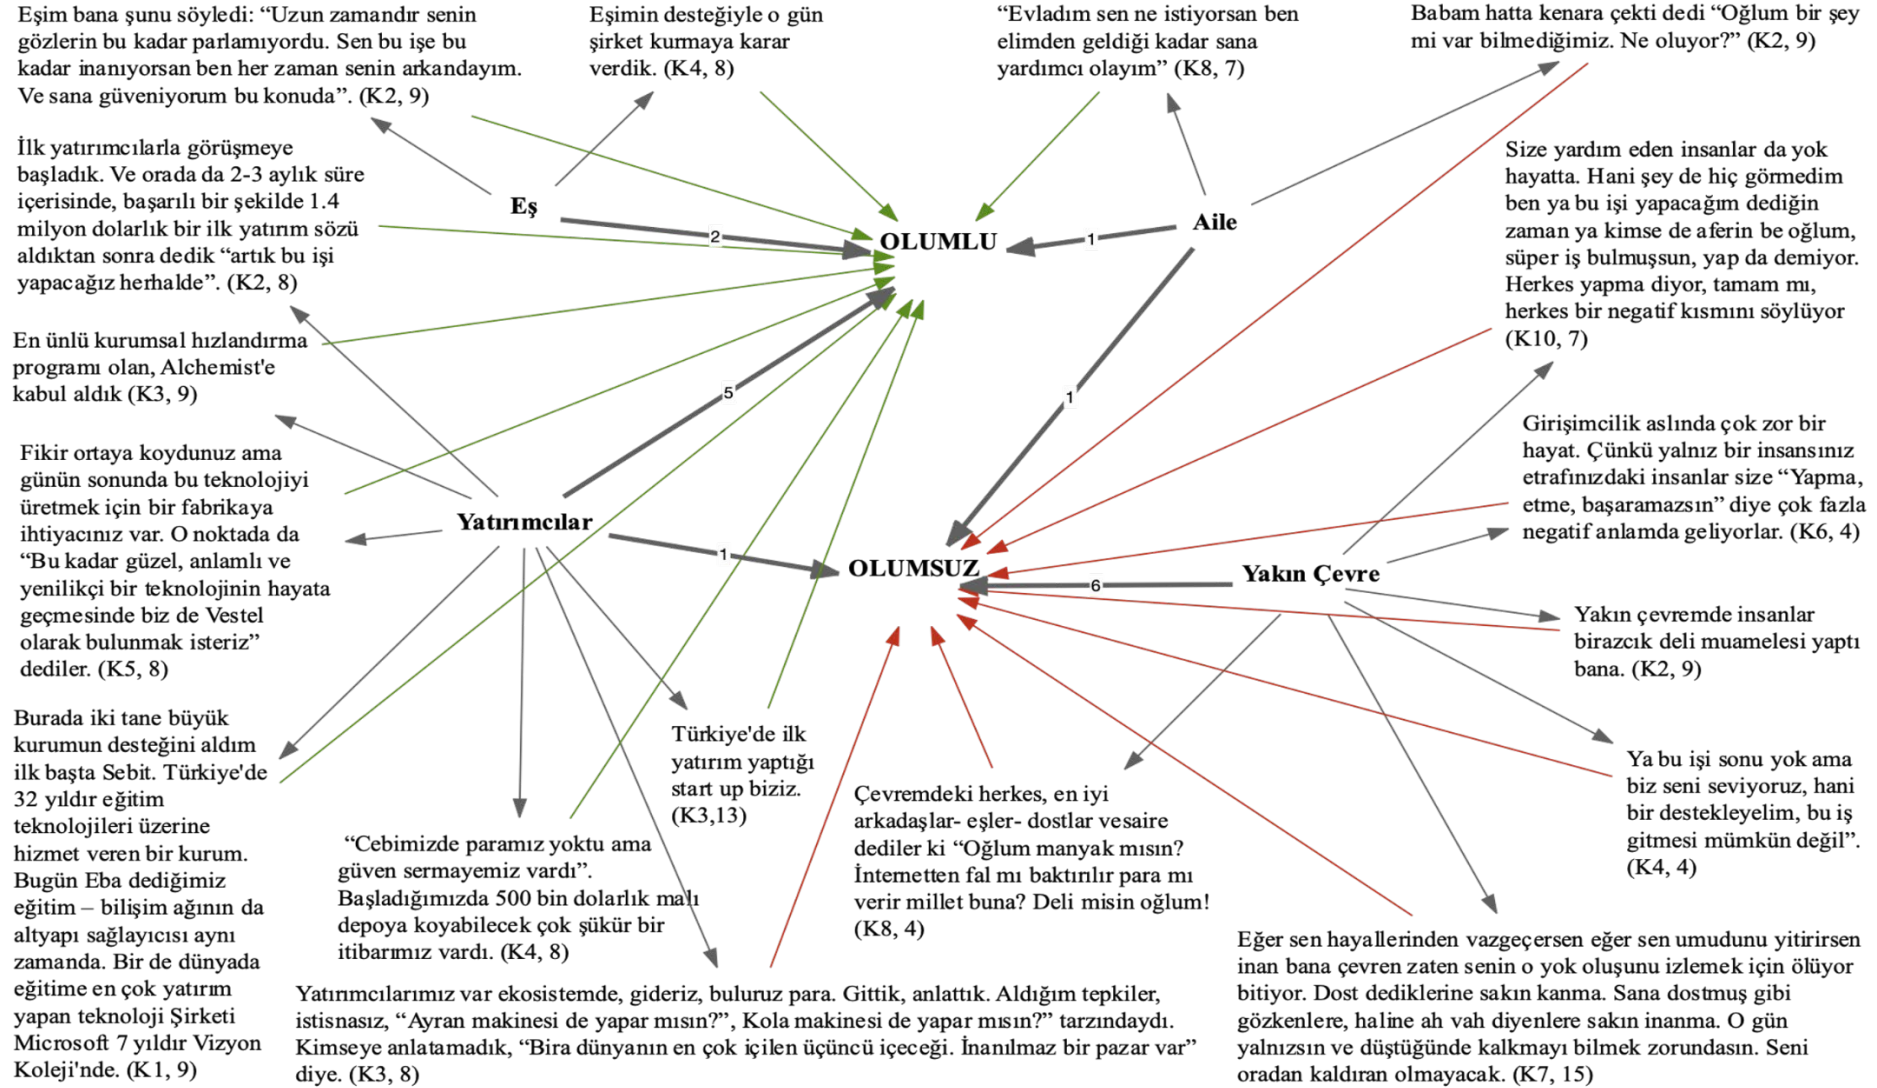 Eşim bana şunu söyledi: “Uzun zamandır senin
gözlerin bu kadar parlamıyordu. Sen bu işe bu
kadar inanıyorsan ben her zaman senin arkandayım.
Ve sana güveniyorum bu konuda”. (K2, 9)
Eşimin desteğiyle o gün
şirket kurmaya karar
verdik. (K4, 8)
“Evladım sen ne istiyorsan ben
elimden geldiği kadar sana
yardımcı olayım” (K8, 7)
Babam hatta kenara çekti dedi “Oğlum bir şey
mi var bilmediğimiz. Ne oluyor?” (K2, 9)
İlk yatırımcılarla görüşmeye
başladık. Ve orada da 2-3 aylık süre
içerisinde, başarılı bir şekilde 1.4
milyon dolarlık bir ilk yatırım sözü
aldıktan sonra dedik “artık bu işi
yapacağız herhalde”. (K2, 8)
Size yardım eden insanlar da yok
hayatta. Hani şey de hiç görmedim
ben ya bu işi yapacağım dediğin
zaman ya kimse de aferin be oğlum,
süper iş bulmuşsun, yap da demiyor.
Herkes yapma diyor, tamam mı,
herkes bir negatif kısmını söylüyor
(K10, 7)
Eş
Aile
2
OLUMLU
1
En ünlü kurumsal hızlandırma
programı olan, Alchemist'e
kabul aldık (K3, 9)
5
1
Girişimcilik aslında çok zor bir
hayat. Çünkü yalnız bir insansınız
etrafınızdaki insanlar size “Yapma,
etme, başaramazsın” diye çok fazla
negatif anlamda geliyorlar. (K6, 4)
Fikir ortaya koydunuz ama
günün sonunda bu teknolojiyi
üretmek için bir fabrikaya
ihtiyacınız var. O noktada da
“Bu kadar güzel, anlamlı ve
yenilikçi bir teknolojinin hayata
geçmesinde biz de Vestel
olarak bulunmak isteriz”
dediler. (K5, 8)
Yatırımcılar
1
OLUMSUZ
6
Yakın Çevre
Yakın çevremde insanlar
birazcık deli muamelesi yaptı
bana. (K2, 9)
Burada iki tane büyük
kurumun desteğini aldım
ilk başta Sebit. Türkiye'de
32 yıldır eğitim
teknolojileri üzerine
hizmet veren bir kurum.
Bugün Eba dediğimiz
eğitim – bilişim ağının da
altyapı sağlayıcısı aynı
zamanda. Bir de dünyada
eğitime en çok yatırım
yapan teknoloji Şirketi
Microsoft 7 yıldır Vizyon
Koleji'nde. (K1, 9)
Türkiye'de ilk
yatırım yaptığı
start up biziz.
(K3,13)
Ya bu işi sonu yok ama
biz seni seviyoruz, hani
bir destekleyelim, bu iş
gitmesi mümkün değil”.
(K4, 4)
“Cebimizde paramız yoktu ama
güven sermayemiz vardı”.
Başladığımızda 500 bin dolarlık malı
depoya koyabilecek çok şükür bir
itibarımız vardı. (K4, 8)
Çevremdeki herkes, en iyi
arkadaşlar- eşler- dostlar vesaire
dediler ki “Oğlum manyak mısın?
İnternetten fal mı baktırılır para mı
verir millet buna? Deli misin oğlum!
(K8, 4)
Yatırımcılarımız var ekosistemde, gideriz, buluruz para. Gittik, anlattık. Aldığım tepkiler,
istisnasız, “Ayran makinesi de yapar mısın?”, Kola makinesi de yapar mısın?” tarzındaydı.
Kimseye anlatamadık, “Bira dünyanın en çok içilen üçüncü içeceği. İnanılmaz bir pazar var”
diye. (K3, 8)
Eğer sen hayallerinden vazgeçersen eğer sen umudunu yitirirsen
inan bana çevren zaten senin o yok oluşunu izlemek için ölüyor
bitiyor. Dost dediklerine sakın kanma. Sana dostmuş gibi
gözkenlere, haline ah vah diyenlere sakın inanma. O gün
yalnızsın ve düştüğünde kalkmayı bilmek zorundasın. Seni
oradan kaldıran olmayacak. (K7, 15)